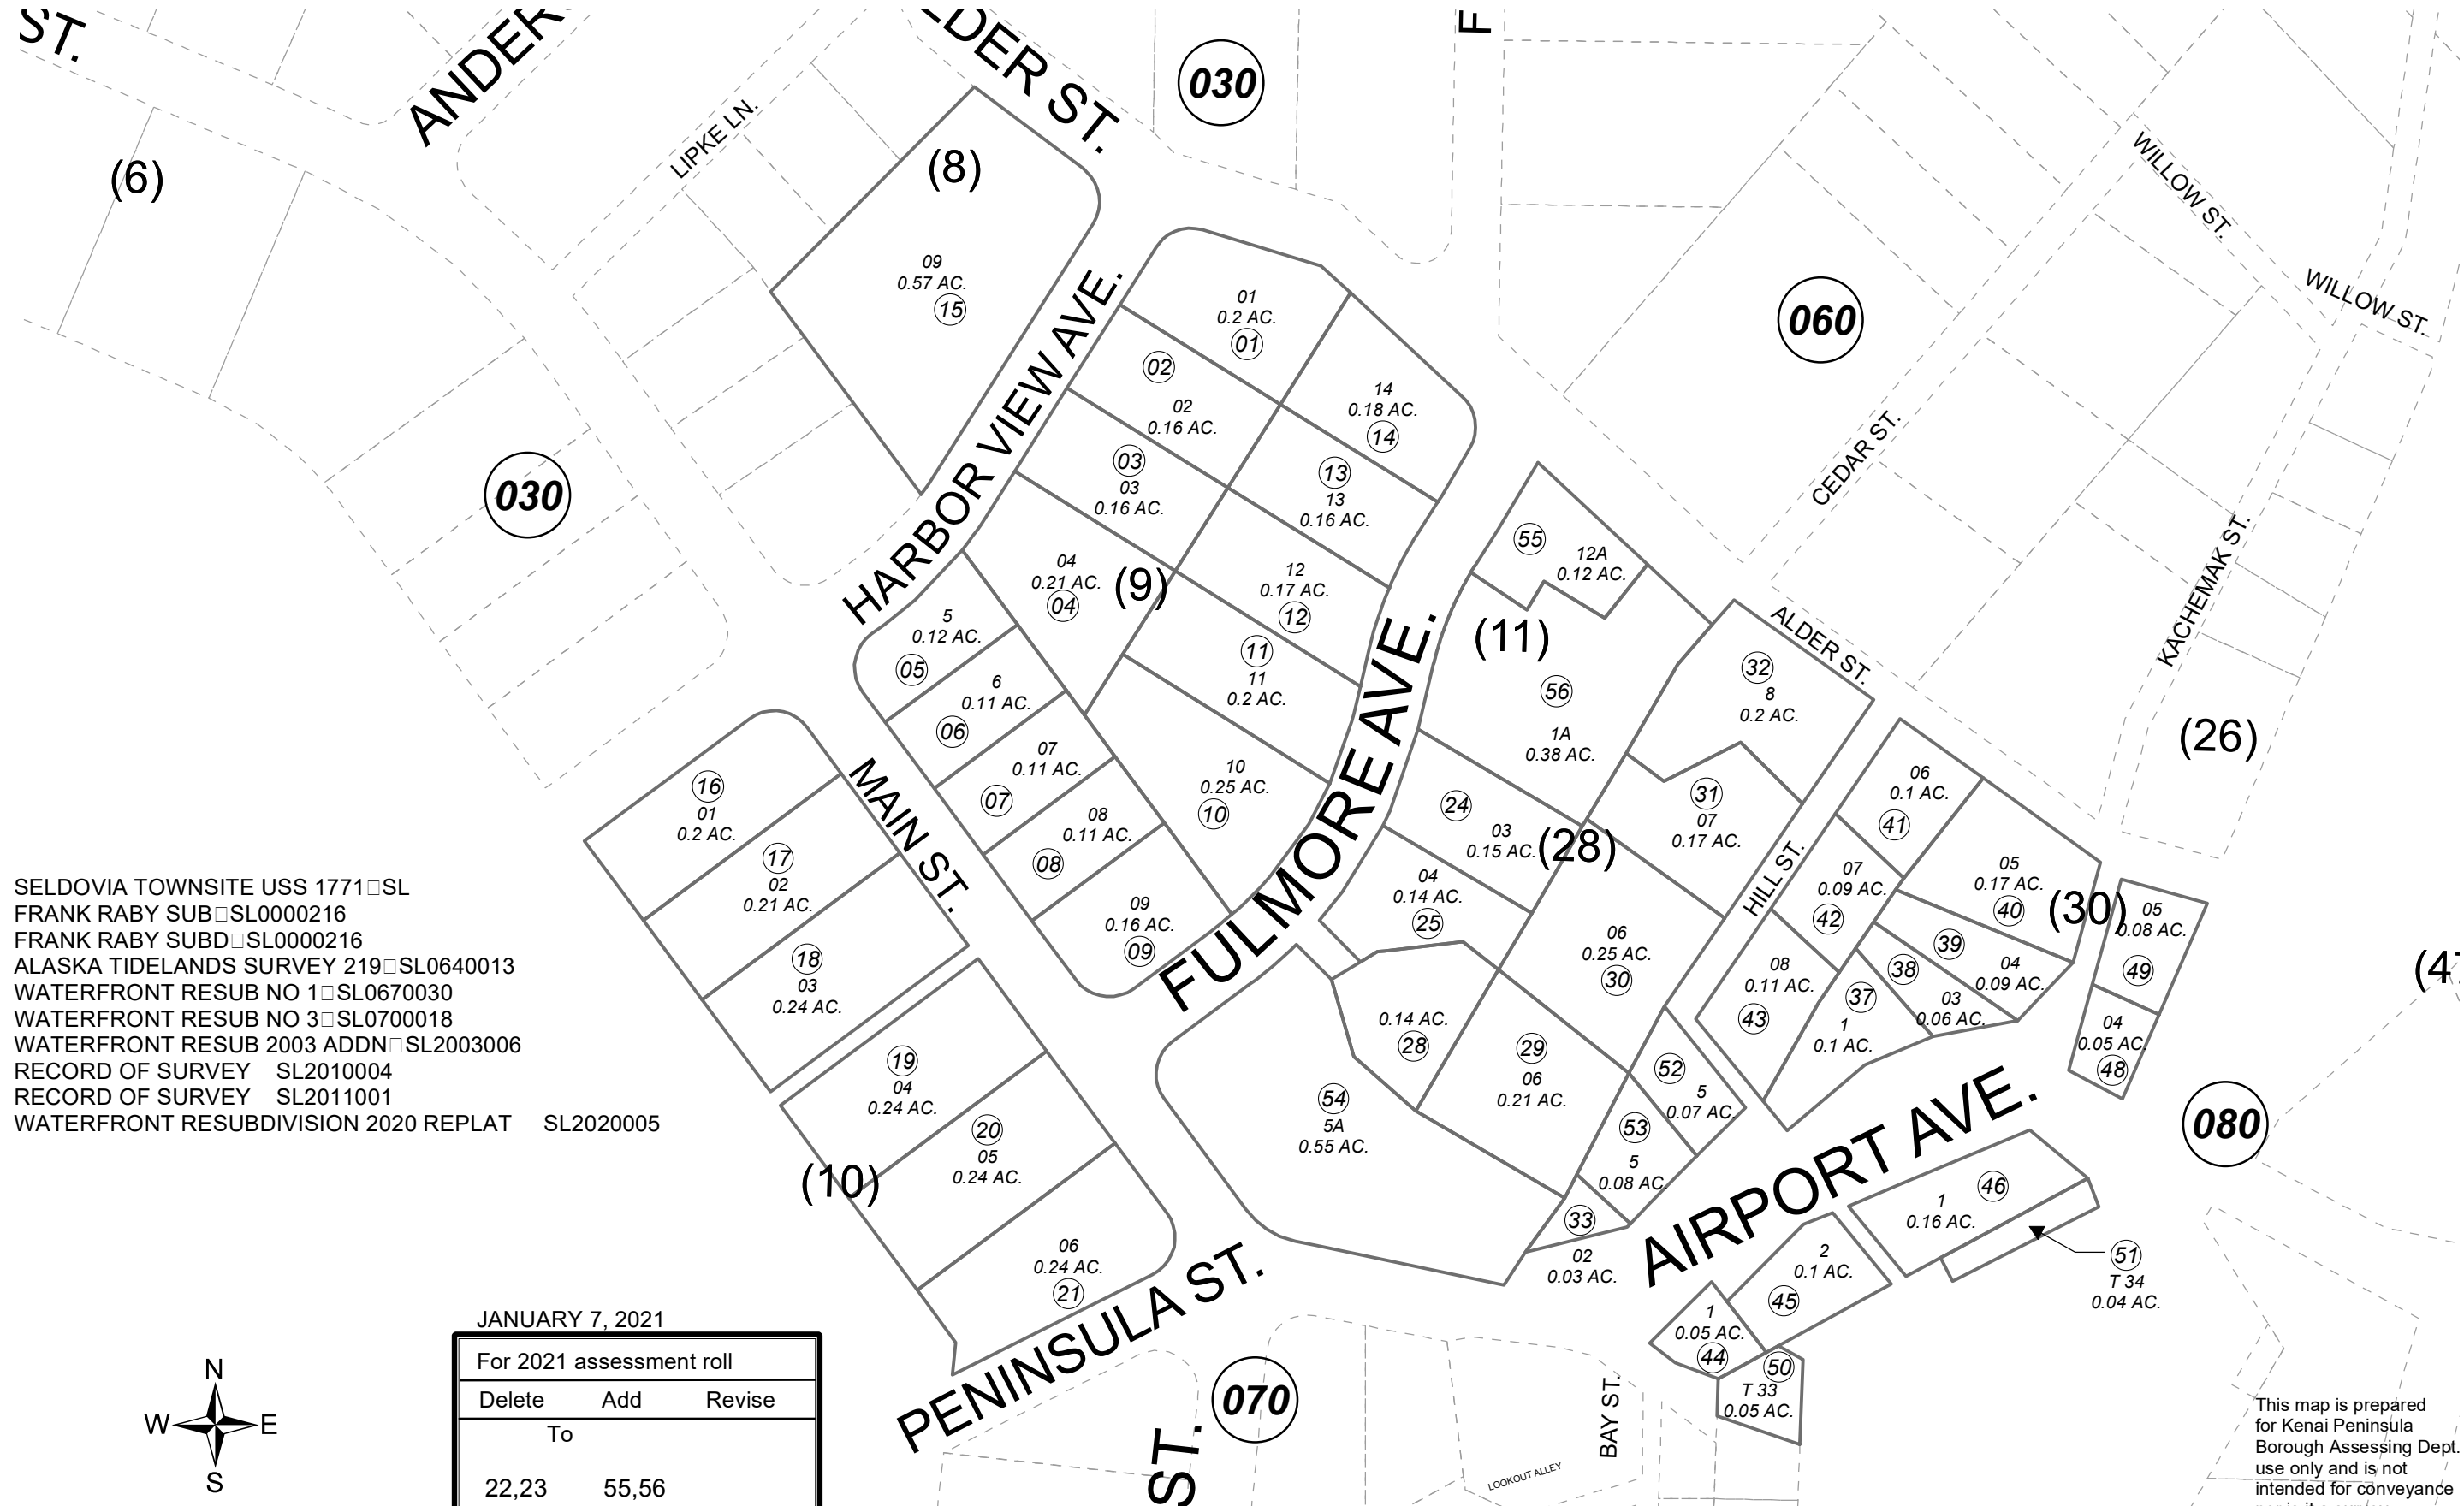 ST.
ANDER
LDER ST.
F
030
(6)
LIPKE LN.
(8)
09
0.57 AC.
15
WILLOW ST.
WILLOW ST.
060
HARBOR VIEW AVE.
01
0.2 AC.
01
02
02
0.16 AC.
14
0.18 AC.
14
03
03
0.16 AC.
13
13
0.16 AC.
CEDAR ST.
030
KACHEMAK ST.
55
12A
0.12 AC.
04
0.21 AC.
04
(9)
12
0.17 AC.
12
5
0.12 AC.
05
11
11
0.2 AC.
(11)
56
1A
0.38 AC.
ALDER ST.
32
8
0.2 AC.
6
0.11 AC.
06
07
0.11 AC.
07
08
0.11 AC.
08
09
0.16 AC.
09
10
0.25 AC.
10
FULMORE AVE.
(26)
16
01
0.2 AC.
MAIN ST.
17
02
0.21 AC.
18
03
0.24 AC.
24
03
0.15 AC.
(28)
31
07
0.17 AC.
HILL ST.
06
0.1 AC.
41
07
0.09 AC.
42
05
0.17 AC.
40
(30)
05
0.08 AC.
49
04
0.14 AC.
25
06
0.25 AC.
30
08
0.11 AC.
43
39
04
0.09 AC.
38
03
0.06 AC.
37
1
0.1 AC.
04
0.05 AC.
48
(4
SELDOVIA TOWNSITE USS 1771□SL
FRANK RABY SUB□SL0000216
FRANK RABY SUBD□SL0000216
ALASKA TIDELANDS SURVEY 219□SL0640013
WATERFRONT RESUB NO 1□SL0670030
WATERFRONT RESUB NO 3□SL0700018
WATERFRONT RESUB 2003 ADDN□SL2003006
RECORD OF SURVEY SL2010004
RECORD OF SURVEY SL2011001
WATERFRONT RESUBDIVISION 2020 REPLAT SL2020005
19
04
0.24 AC.
20
05
0.24 AC.
(10)
06
0.24 AC.
21
0.14 AC.
28
29
06
0.21 AC.
54
5A
0.55 AC.
52
5
0.07 AC.
53
5
0.08 AC.
33
02
0.03 AC.
080
AIRPORT AVE.
46
1
0.16 AC.
2
0.1 AC.
45
51
T 34
0.04 AC.
1
0.05 AC.
44
50
T 33
0.05 AC.
PENINSULA ST.
070
ST.
BAY ST.
LOOKOUT ALLEY
N
W
E
S
JANUARY 7, 2021
For 2021 assessment roll
Delete Add Revise
To
22,23 55,56
This map is prepared
for Kenai Peninsula
Borough Assessing Dept.
use only and is not
intended for conveyance